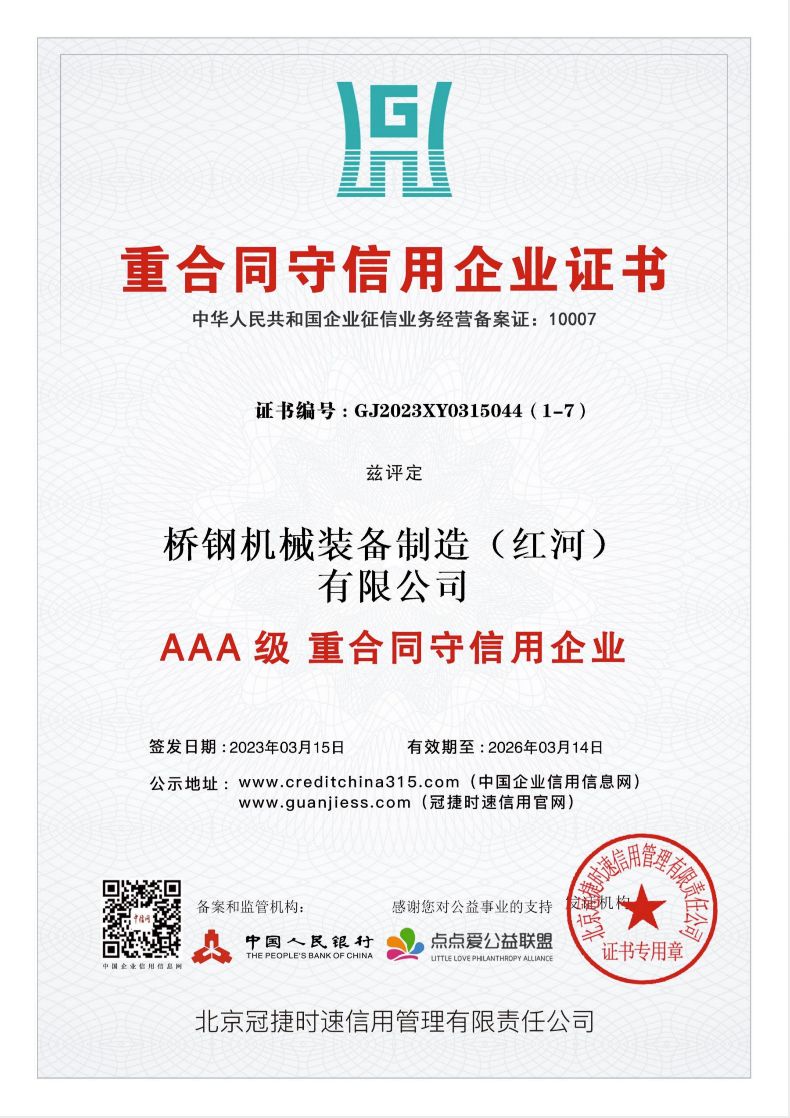 重合同守信用企业证书
中华人民共和国企业征信业务经营备案证：10007
证书编号：GJ2023XY0315044（1-7）
兹评定
桥钢机械装备制造（红河）
有限公司
AAA 级 重合同守信用企业
签发日期：2023年03月15日 有效期至：2026年03月14日
公示地址：www.creditchina315.com（中国企业信用信息网）
www.guanjiess.com（冠捷时速信用官网）
备案和监管机构： 感谢您对公益事业的支持 发证机构
中信网
中国人民银行
THE PEOPLE'S BANK OF CHINA
点点爱公益联盟
LITTLE LOVE PHILANTHROPY ALLIANCE
中国企业信用信息网
北京冠捷时速信用管理有限责任公司
证书专用章
北京冠捷时速信用管理有限责任公司